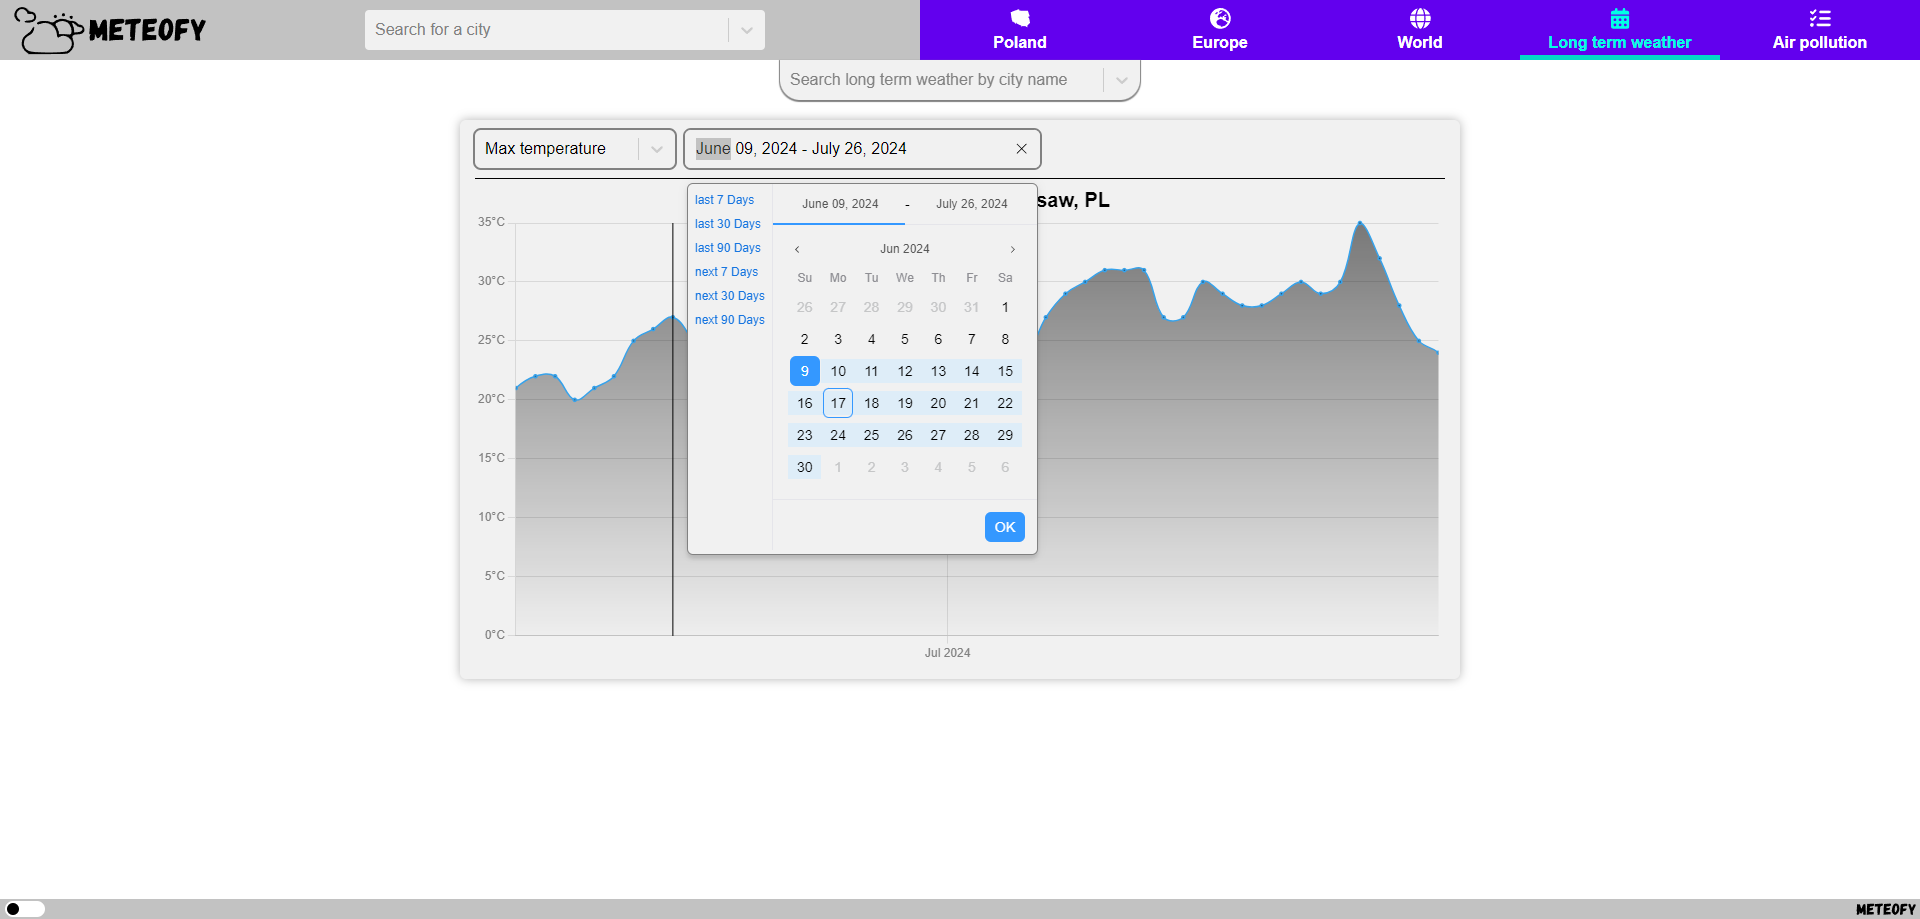 METEOFY
Search for a city
Poland
Europe
World
Long term weather
Air pollution
Search long term weather by city name
Max temperature
June 09, 2024 - July 26, 2024
saw, PL
last 7 Days
last 30 Days
last 90 Days
next 7 Days
next 30 Days
next 90 Days
June 09, 2024 - July 26, 2024
Jun 2024
Su Mo Tu We Th Fr Sa
26 27 28 29 30 31 1
2 3 4 5 6 7 8
9 10 11 12 13 14 15
16 17 18 19 20 21 22
23 24 25 26 27 28 29
30 1 2 3 4 5 6
OK
35°C
30°C
25°C
20°C
15°C
10°C
5°C
0°C
Jul 2024
METEOFY